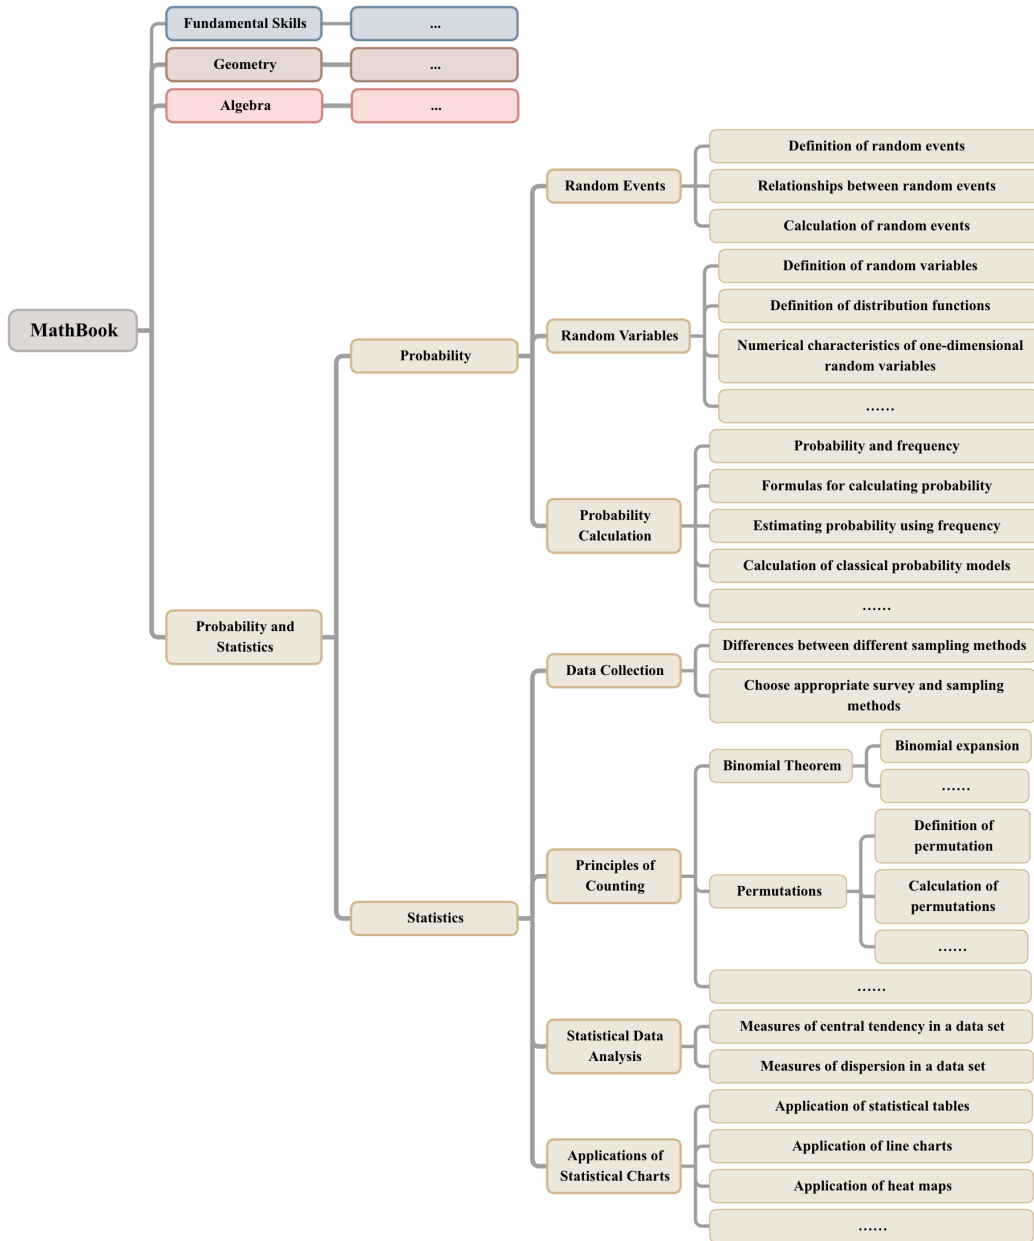 Fundamental Skills
...
Geometry
...
Algebra
...
MathBook
Probability and
Statistics
Probability
Random Events
Definition of random events
Relationships between random events
Calculation of random events
Random Variables
Definition of random variables
Definition of distribution functions
Numerical characteristics of one-dimensional
random variables
......
Probability
Calculation
Probability and frequency
Formulas for calculating probability
Estimating probability using frequency
Calculation of classical probability models
......
Statistics
Data Collection
Differences between different sampling methods
Choose appropriate survey and sampling
methods
Principles of
Counting
Binomial Theorem
Binomial expansion
......
Permutations
Definition of
permutation
Calculation of
permutations
......
......
Statistical Data
Analysis
Measures of central tendency in a data set
Measures of dispersion in a data set
Applications of
Statistical Charts
Application of statistical tables
Application of line charts
Application of heat maps
......